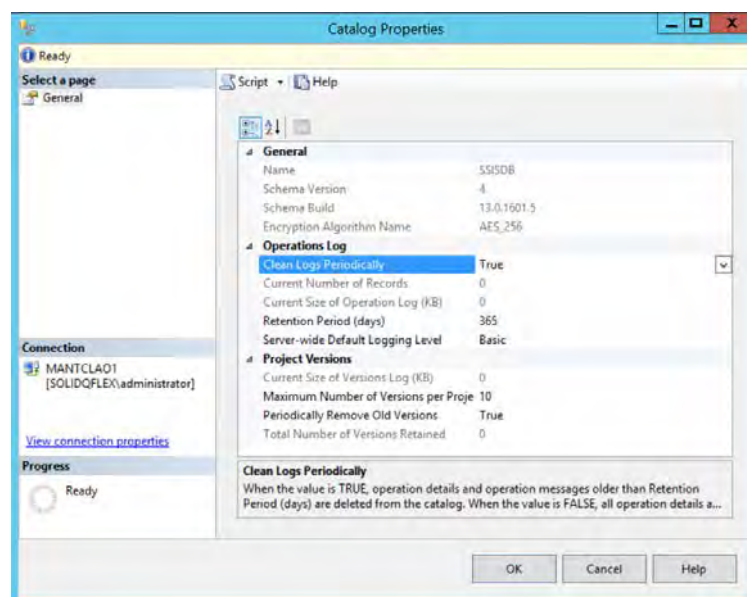 Catalog Properties
Ready
Select a page
General
Script Help
General
Name SSISDB
Schema Version 4
Schema Build 13.0.1601.5
Encryption Algorithm Name AES_256
Operations Log
Clean Logs Periodically True
Current Number of Records 0
Current Size of Operation Log (KB) 0
Retention Period (days) 365
Server-wide Default Logging Level Basic
Project Versions
Current Size of Versions Log (KB) 0
Maximum Number of Versions per Proje 10
Periodically Remove Old Versions True
Total Number of Versions Retained 0
Connection
MANTCLAO1
[SOLIDQFLEX\administrator]
View connection properties
Progress
Ready
Clean Logs Periodically
When the value is TRUE, operation details and operation messages older than Retention
Period (days) are deleted from the catalog. When the value is FALSE, all operation details a...
OK Cancel Help